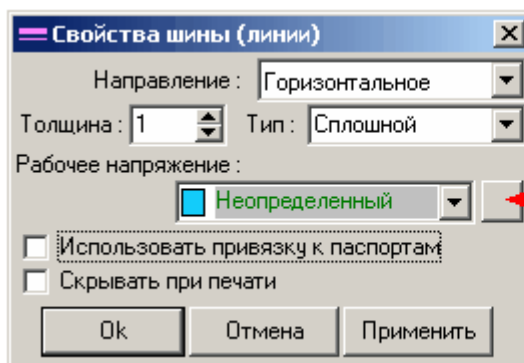 Свойства шины (линии)
Направление : Горизонтальное
Толщина : 1 Тип : Сплошной
Рабочее напряжение :
Неопределенный
Использовать привязку к паспортам
Скрывать при печати
Ok Отмена Применить